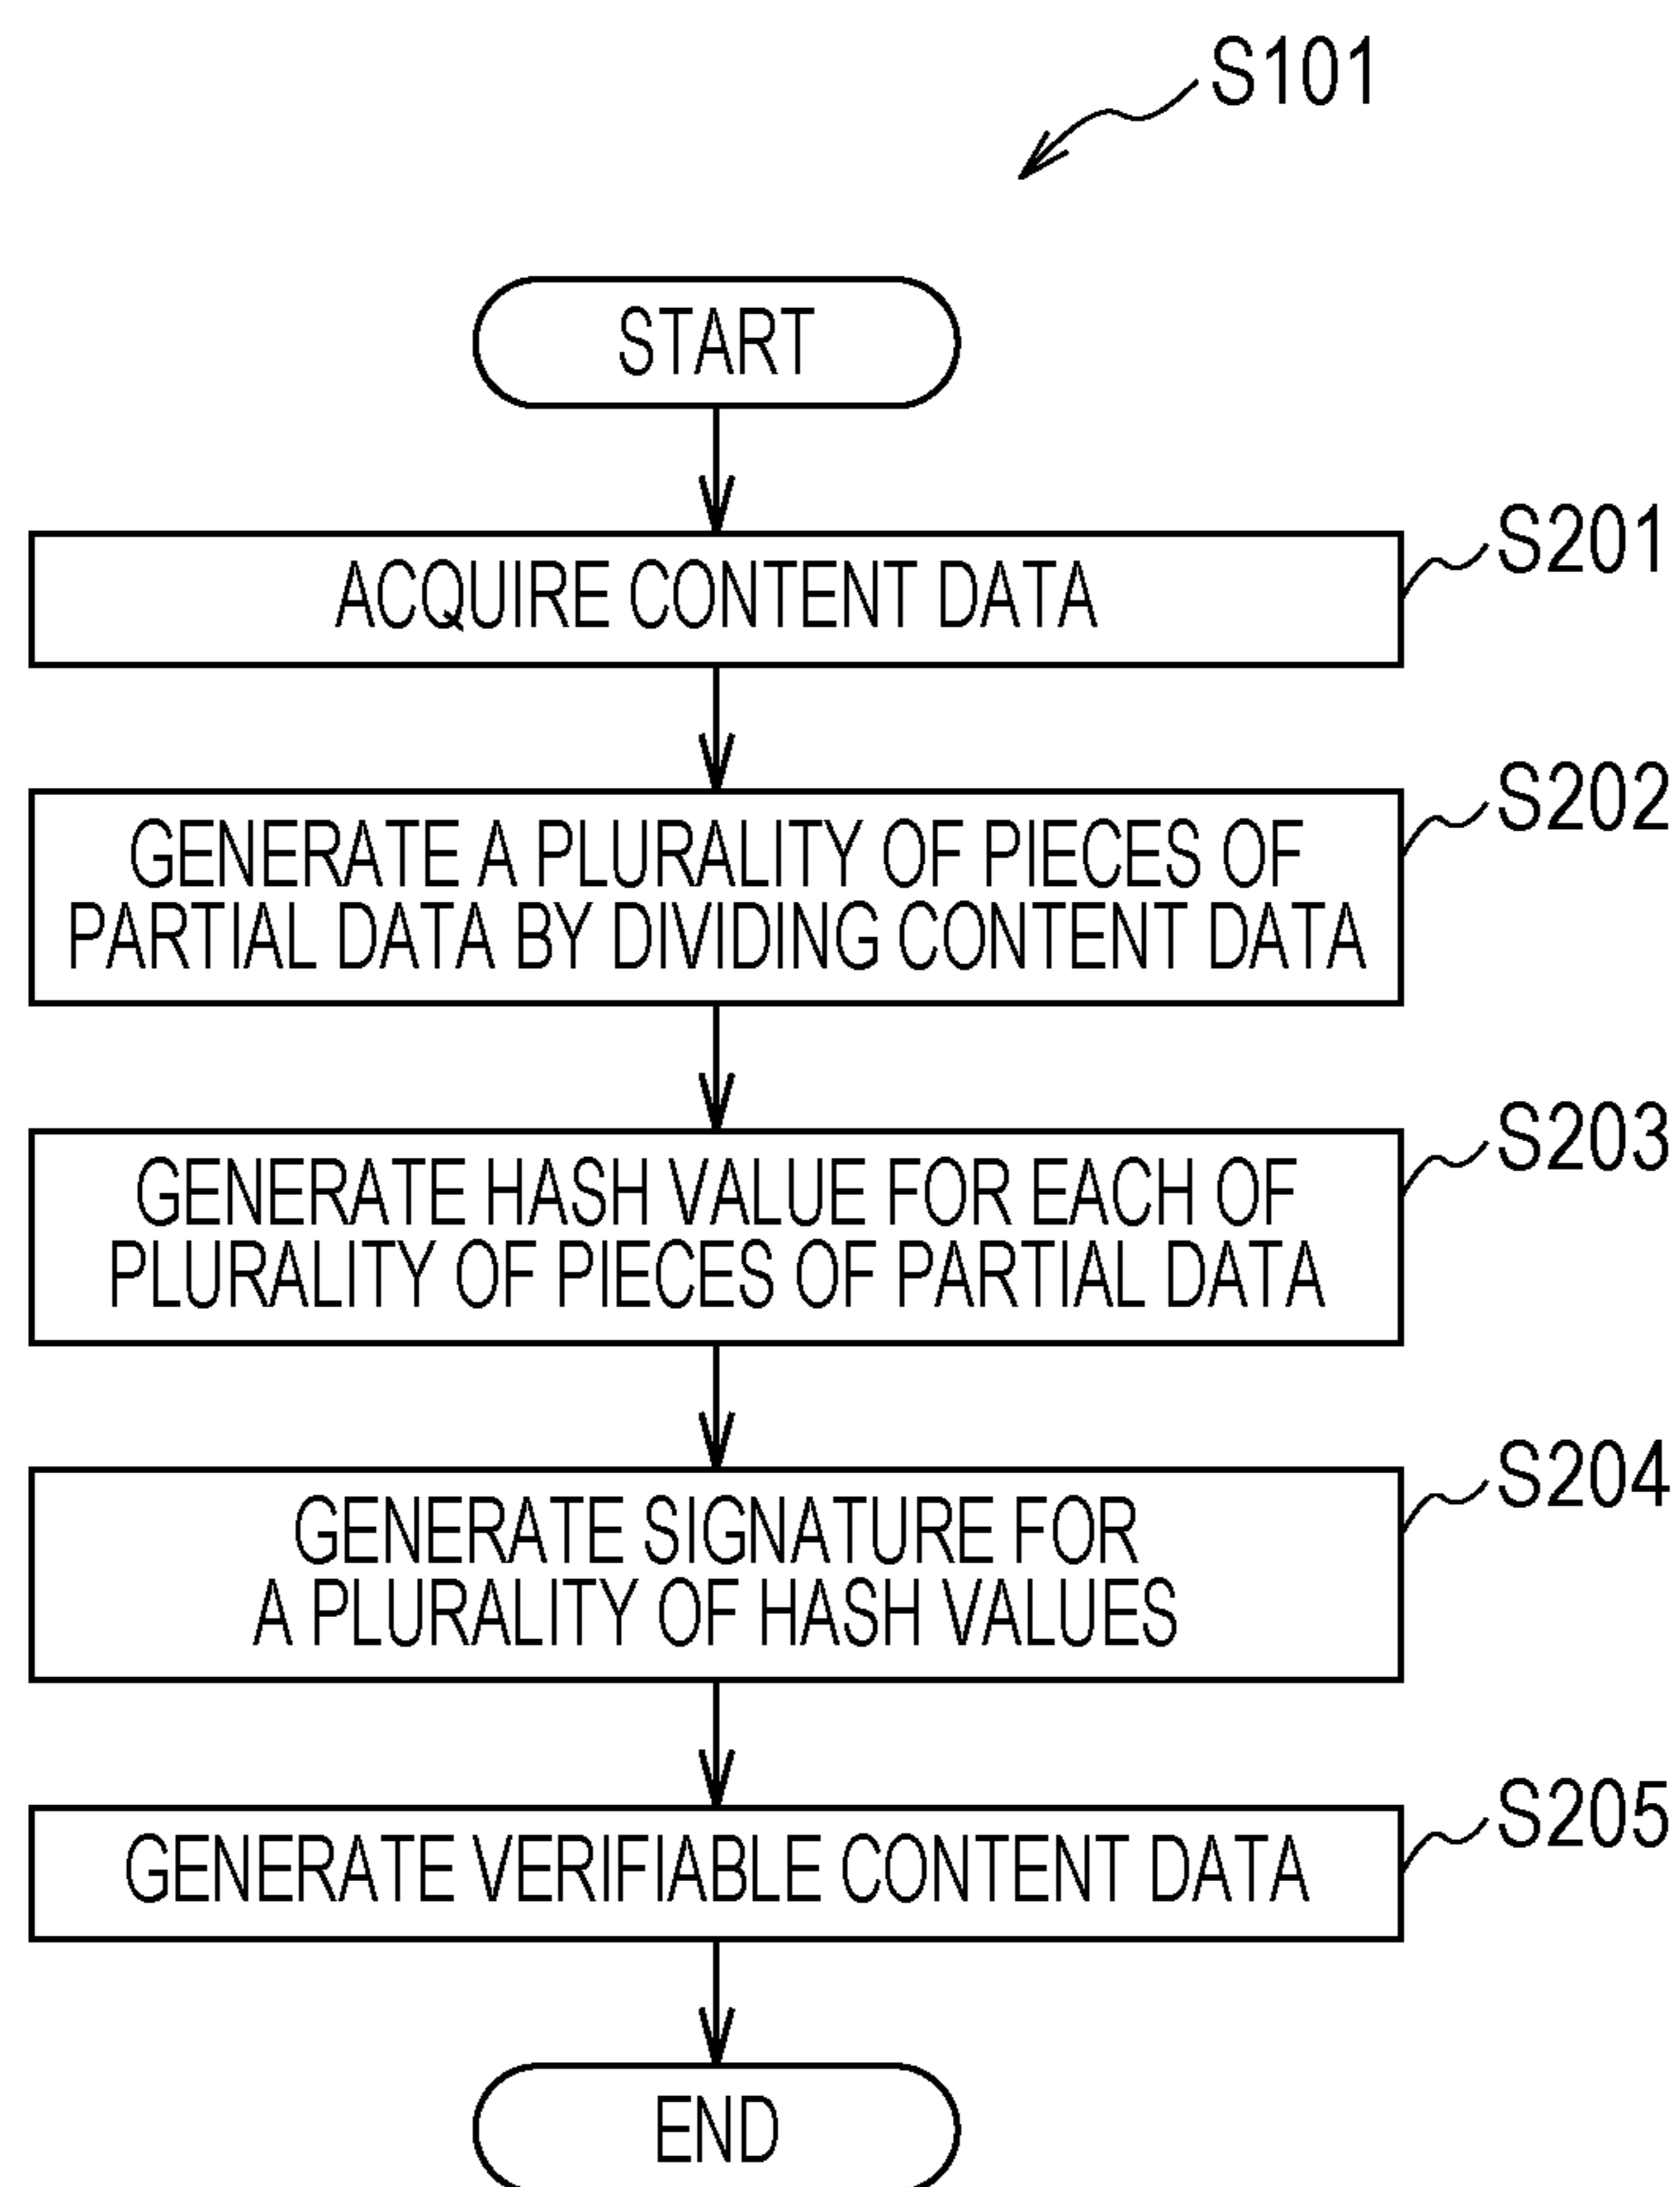 S101
START
S201
ACQUIRE CONTENT DATA
S202
GENERATE A PLURALITY OF PIECES OF
PARTIAL DATA BY DIVIDING CONTENT DATA
S203
GENERATE HASH VALUE FOR EACH OF
PLURALITY OF PIECES OF PARTIAL DATA
S204
GENERATE SIGNATURE FOR
A PLURALITY OF HASH VALUES
S205
GENERATE VERIFIABLE CONTENT DATA
END